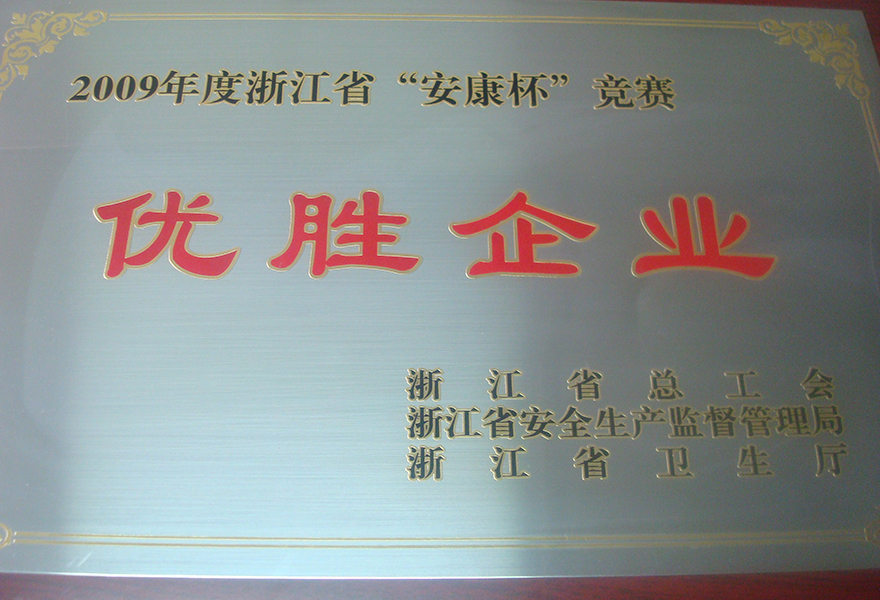 2009年度浙江省“安康杯”竞赛
优胜企业
浙江省总工会
浙江省安全生产监督管理局
浙江省卫生厅